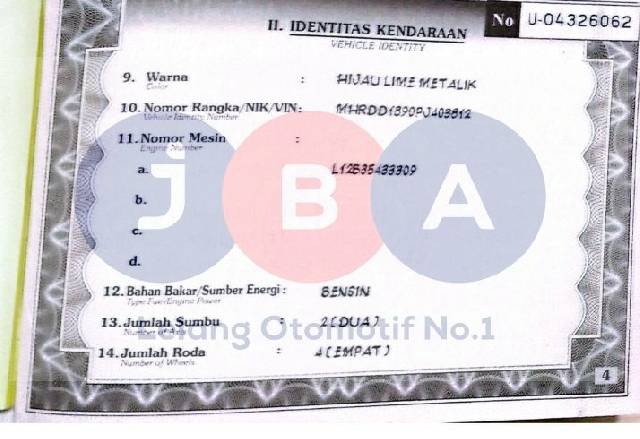 II. IDENTITAS KENDARAAN
VEHICLE IDENTITY
No U-04326062
9. Warna : HIJAU LIME METALIK
Color
10. Nomor Rangka/NIK/VIN: MHRDD1890PJ403812
Vehicle Identity Number
11. Nomor Mesin :
Engine Number
a. L12B35433309
b.
c.
d.
JBA
12. Bahan Bakar/Sumber Energi : BENSIN
Type Fuel/Engine Power
13. Jumlah Sumbu : 2 (DUA)
Number of Axis
Lelang Otomotif No.1
14. Jumlah Roda : 4 (EMPAT)
Number of Wheels
4